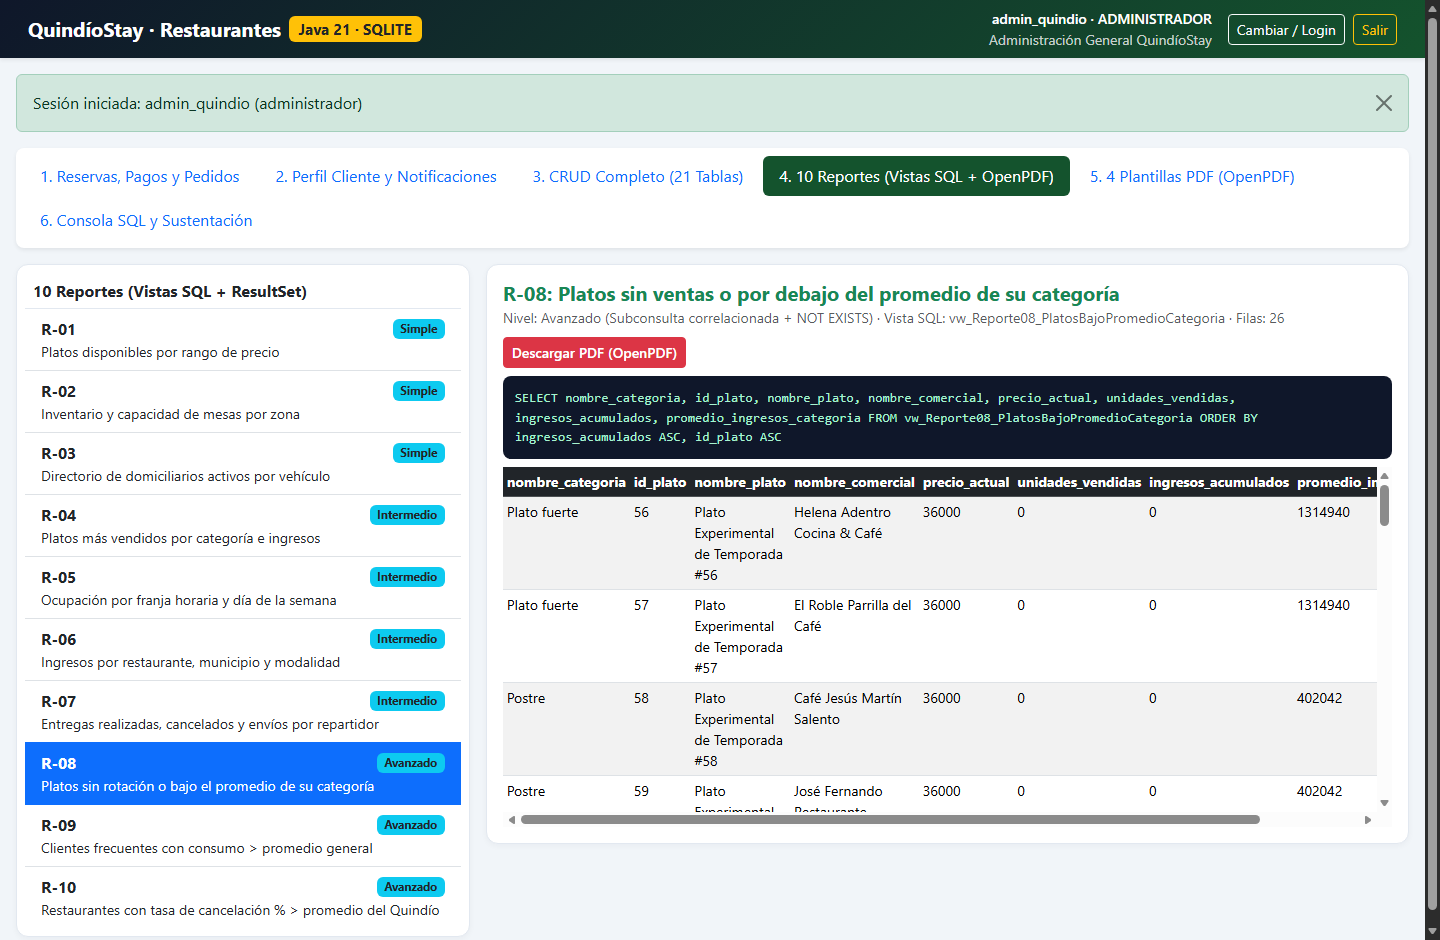 QuindíoStay · Restaurantes
Java 21 · SQLITE
admin_quindio · ADMINISTRADOR
Administración General QuindíoStay
Cambiar / Login
Salir
Sesión iniciada: admin_quindio (administrador)
1. Reservas, Pagos y Pedidos
2. Perfil Cliente y Notificaciones
3. CRUD Completo (21 Tablas)
4. 10 Reportes (Vistas SQL + OpenPDF)
5. 4 Plantillas PDF (OpenPDF)
6. Consola SQL y Sustentación
10 Reportes (Vistas SQL + ResultSet)
R-01
Simple
Platos disponibles por rango de precio
R-02
Simple
Inventario y capacidad de mesas por zona
R-03
Simple
Directorio de domiciliarios activos por vehículo
R-04
Intermedio
Platos más vendidos por categoría e ingresos
R-05
Intermedio
Ocupación por franja horaria y día de la semana
R-06
Intermedio
Ingresos por restaurante, municipio y modalidad
R-07
Intermedio
Entregas realizadas, cancelados y envíos por repartidor
R-08
Avanzado
Platos sin rotación o bajo el promedio de su categoría
R-09
Avanzado
Clientes frecuentes con consumo > promedio general
R-10
Avanzado
Restaurantes con tasa de cancelación % > promedio del Quindío
R-08: Platos sin ventas o por debajo del promedio de su categoría
Nivel: Avanzado (Subconsulta correlacionada + NOT EXISTS) · Vista SQL: vw_Reporte08_PlatosBajoPromedioCategoria · Filas: 26
Descargar PDF (OpenPDF)
SELECT nombre_categoria, id_plato, nombre_plato, nombre_comercial, precio_actual, unidades_vendidas,
ingresos_acumulados, promedio_ingresos_categoria FROM vw_Reporte08_PlatosBajoPromedioCategoria ORDER BY
ingresos_acumulados ASC, id_plato ASC
nombre_categoria id_plato nombre_plato nombre_comercial precio_actual unidades_vendidas ingresos_acumulados promedio_in
Plato fuerte 56 Plato Helena Adentro 36000 0 0 1314940
Experimental Cocina & Café
de Temporada
#56
Plato fuerte 57 Plato El Roble Parrilla del 36000 0 0 1314940
Experimental Café
de Temporada
#57
Postre 58 Plato Café Jesús Martín 36000 0 0 402042
Experimental Salento
de Temporada
#58
Postre 59 Plato José Fernando 36000 0 0 402042
Experimental Restaurante